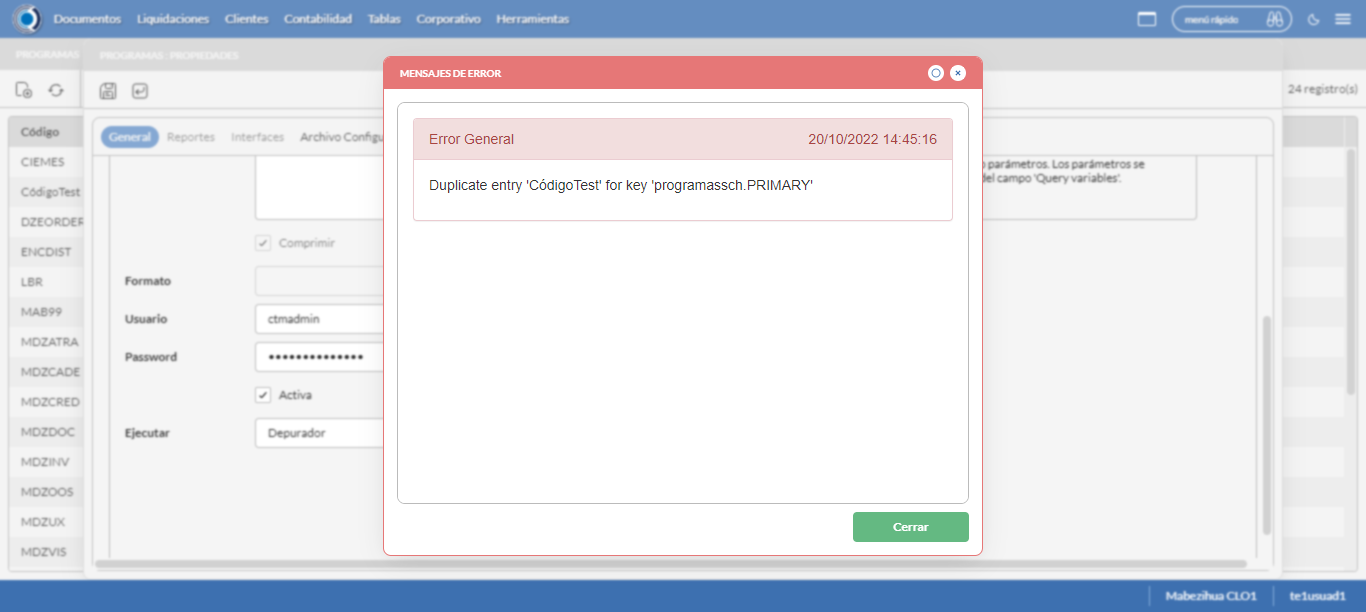 Documentos Liquidaciones Clientes Contabilidad Tablas Corporativo Herramientas menú rápido
PROGRAMAS PROGRAMAS : PROPIEDADES
MENSAJES DE ERROR
24 registro(s)
Código General Reportes Interfaces Archivo Configu
Error General 20/10/2022 14:45:16
CIEMES
parámetros. Los parámetros se
del campo 'Query variables'.
Duplicate entry 'CódigoTest' for key 'programassch.PRIMARY'
CódigoTest
DZEORDER
Comprimir
ENCDIST
Formato
LBR
MAB99
Usuario ctmadmin
MDZATRA
Password ••••••••••••••
MDZCADE
Activa
MDZCRED
MDZDOC
Ejecutar Depurador
MDZINV
MDZOOS
MDZUX
Cerrar
MDZVIS
Mabezihua CLO1 te1usuad1